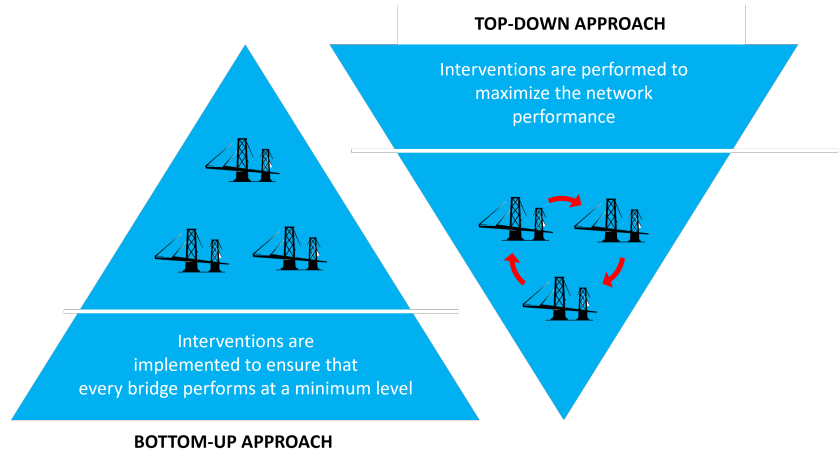 TOP-DOWN APPROACH
Interventions are performed to
maximize the network
performance
Interventions are
implemented to ensure that
every bridge performs at a minimum level
BOTTOM-UP APPROACH